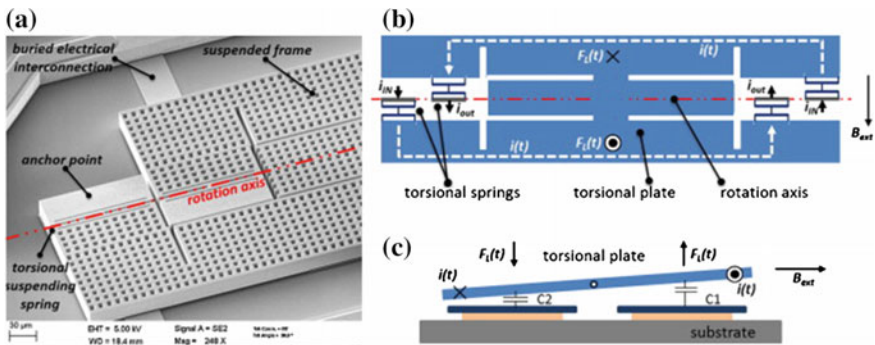 (a)
buried electrical
interconnection
suspended frame
anchor point
rotation axis
torsional
suspending
spring
30 µm
EHT = 5.00 kV
Signal A = SE2
WD = 18.4 mm
Mag = 248 X
(b)
F_L(t)
i(t)
i_IN
i_out
i_out
i_IN
F_L(t)
i(t)
B_ext
torsional springs
torsional plate
rotation axis
(c)
F_L(t)
torsional plate
F_L(t)
i(t)
B_ext
i(t)
C2
C1
substrate